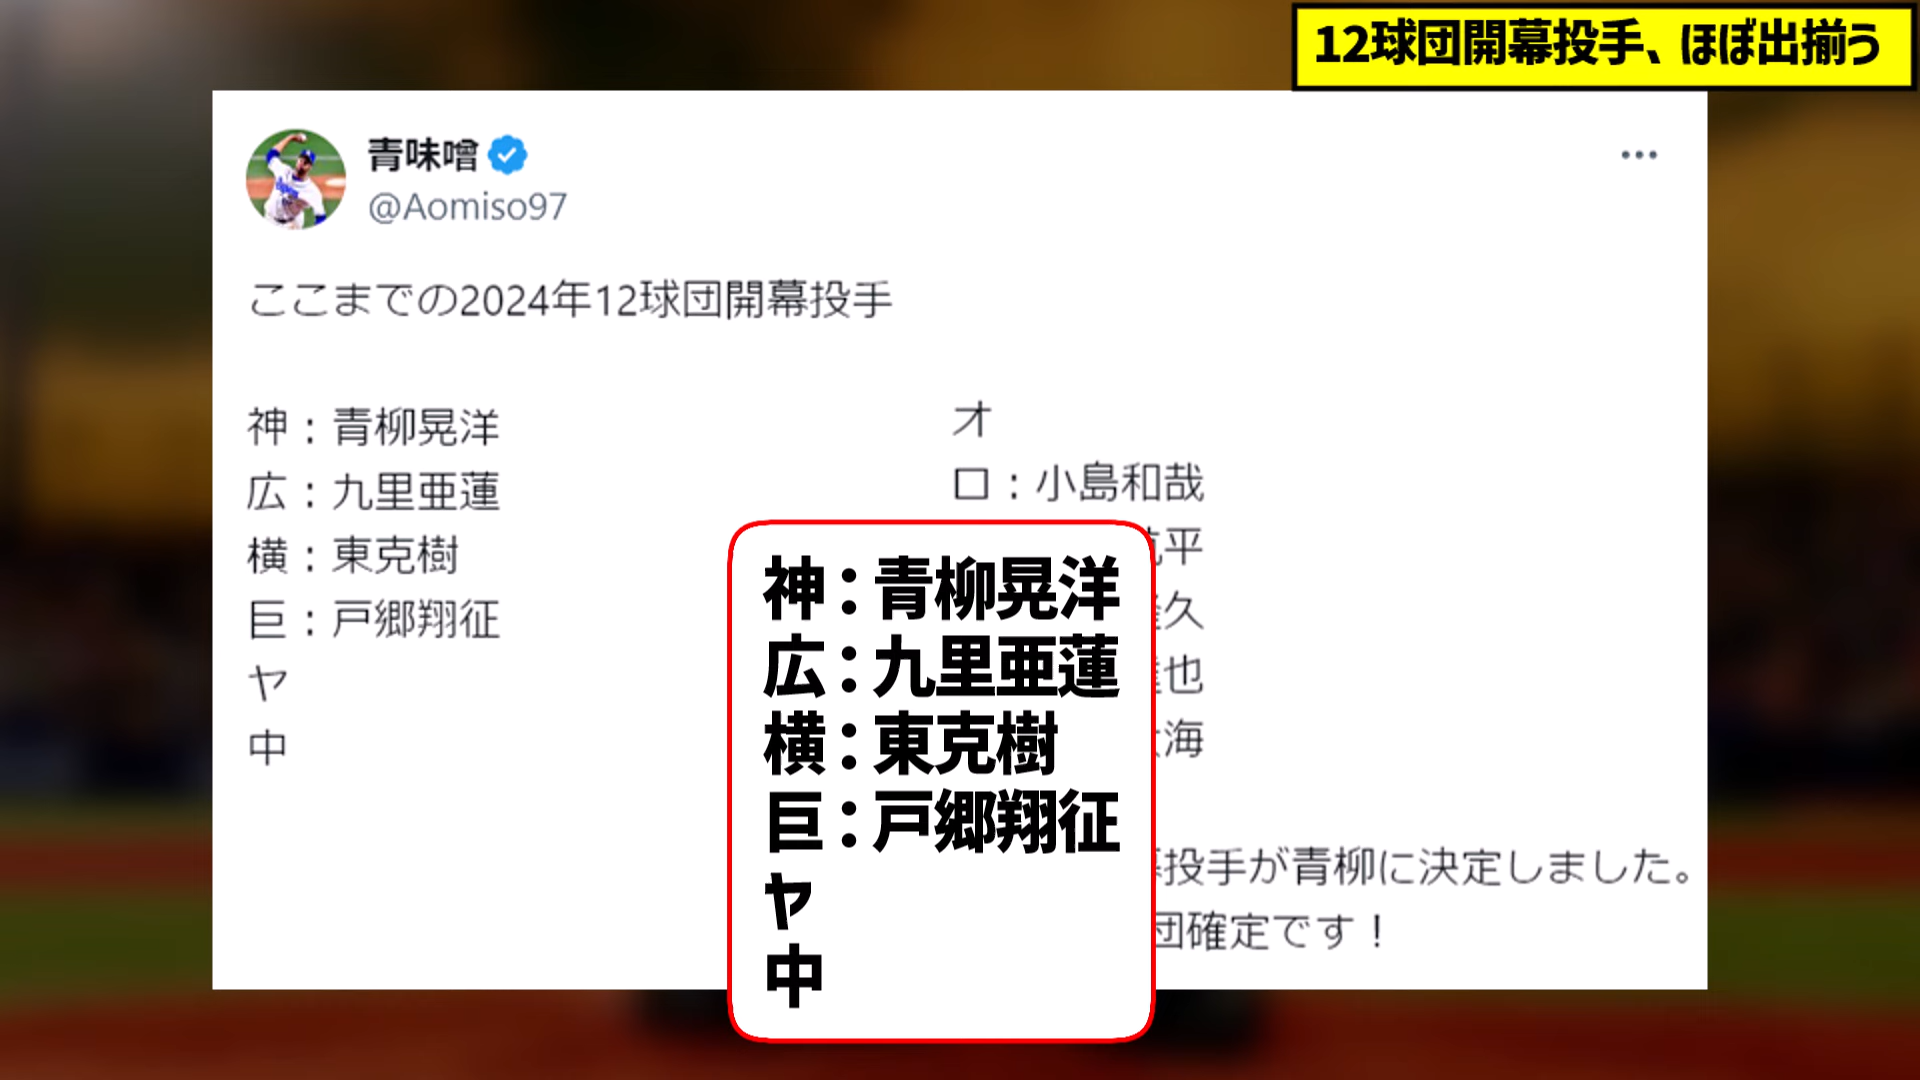 12球団開幕投手、ほぼ出揃う
青味噌
@Aomiso97
ここまでの2024年12球団開幕投手
神：青柳晃洋
広：九里亜蓮
横：東克樹
巨：戸郷翔征
ヤ
中
オ
ロ：小島和哉
平
久
也
海
投手が青柳に決定しました。
団確定です！
神：青柳晃洋
広：九里亜蓮
横：東克樹
巨：戸郷翔征
ヤ
中